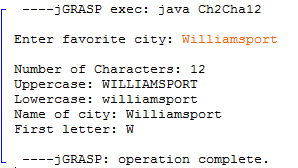 ----jGRASP exec: java Ch2Cha12
Enter favorite city: Williamsport
Number of Characters: 12
Uppercase: WILLIAMSPORT
Lowercase: williamsport
Name of city: Williamsport
First letter: W
----jGRASP: operation complete.